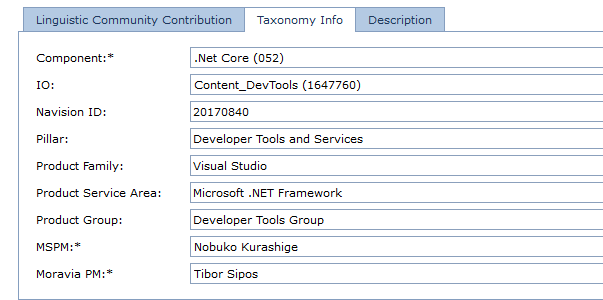 Linguistic Community Contribution Taxonomy Info Description
Component:* .Net Core (052)
IO: Content_DevTools (1647760)
Navision ID: 20170840
Pillar: Developer Tools and Services
Product Family: Visual Studio
Product Service Area: Microsoft .NET Framework
Product Group: Developer Tools Group
MSPM:* Nobuko Kurashige
Moravia PM:* Tibor Sipos